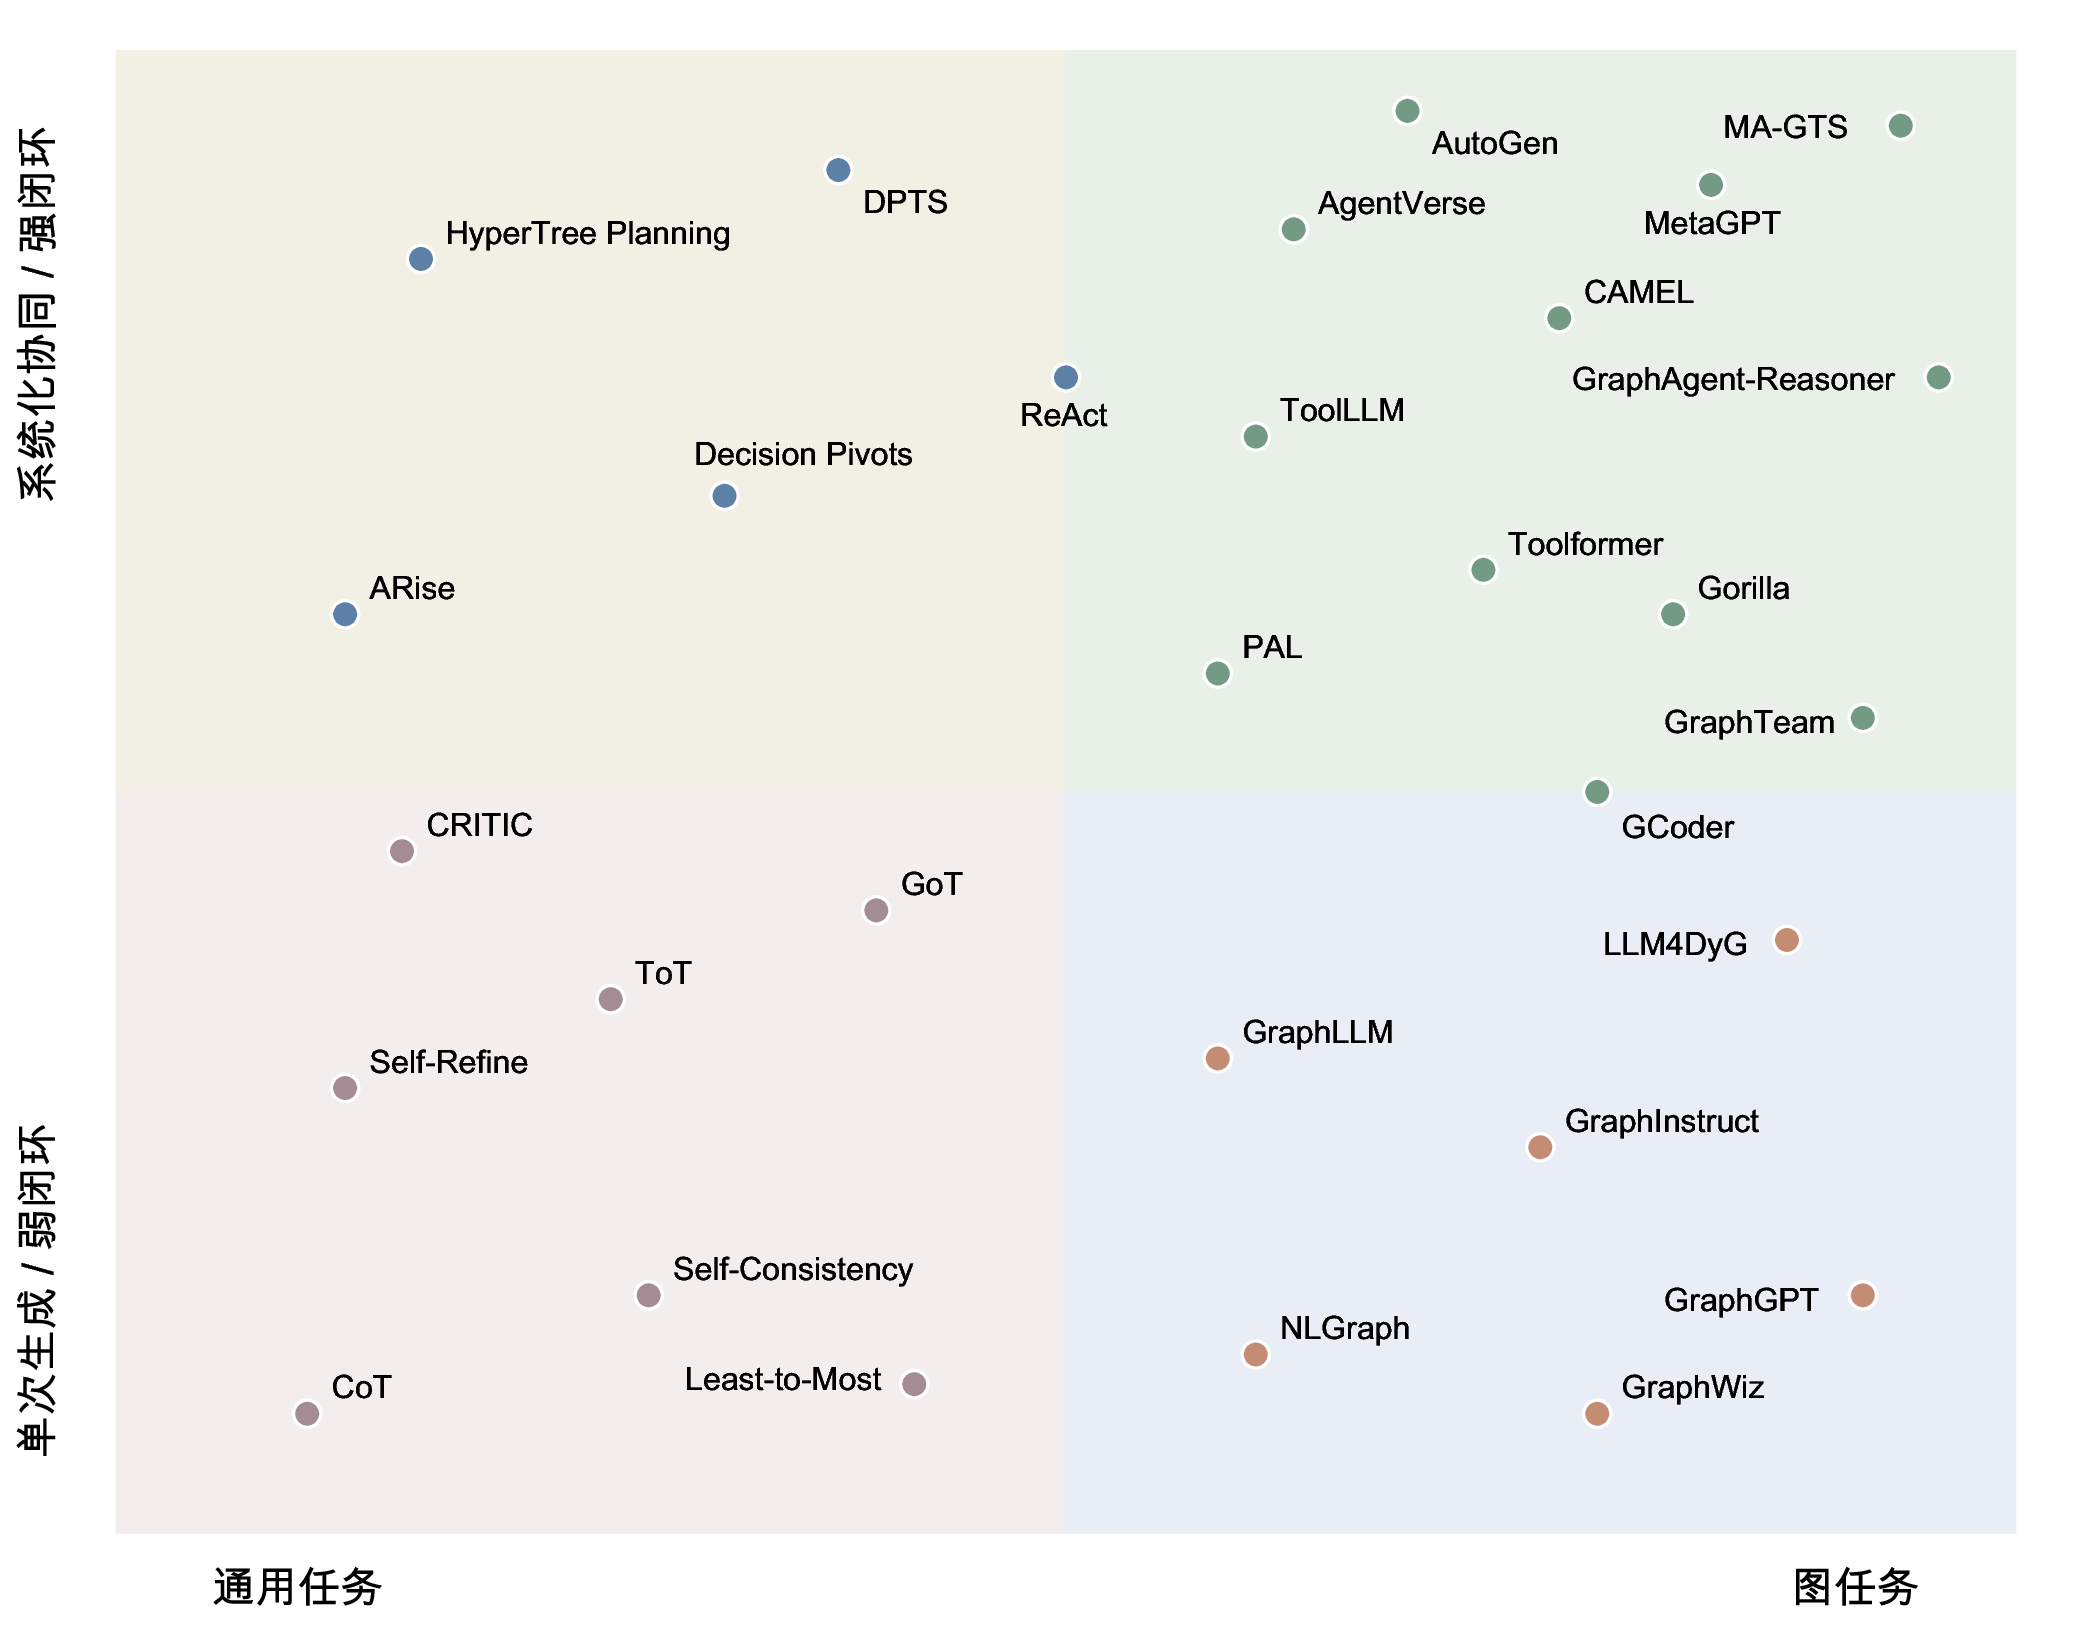 系统化协同 / 强闭环
单次生成 / 弱闭环
AutoGen
MA-GTS
DPTS
AgentVerse
MetaGPT
HyperTree Planning
CAMEL
GraphAgent-Reasoner
ReAct
ToolLLM
Decision Pivots
Toolformer
ARise
Gorilla
PAL
GraphTeam
CRITIC
GCoder
GoT
LLM4DyG
ToT
GraphLLM
Self-Refine
GraphInstruct
Self-Consistency
GraphGPT
NLGraph
Least-to-Most
CoT
GraphWiz
通用任务
图任务